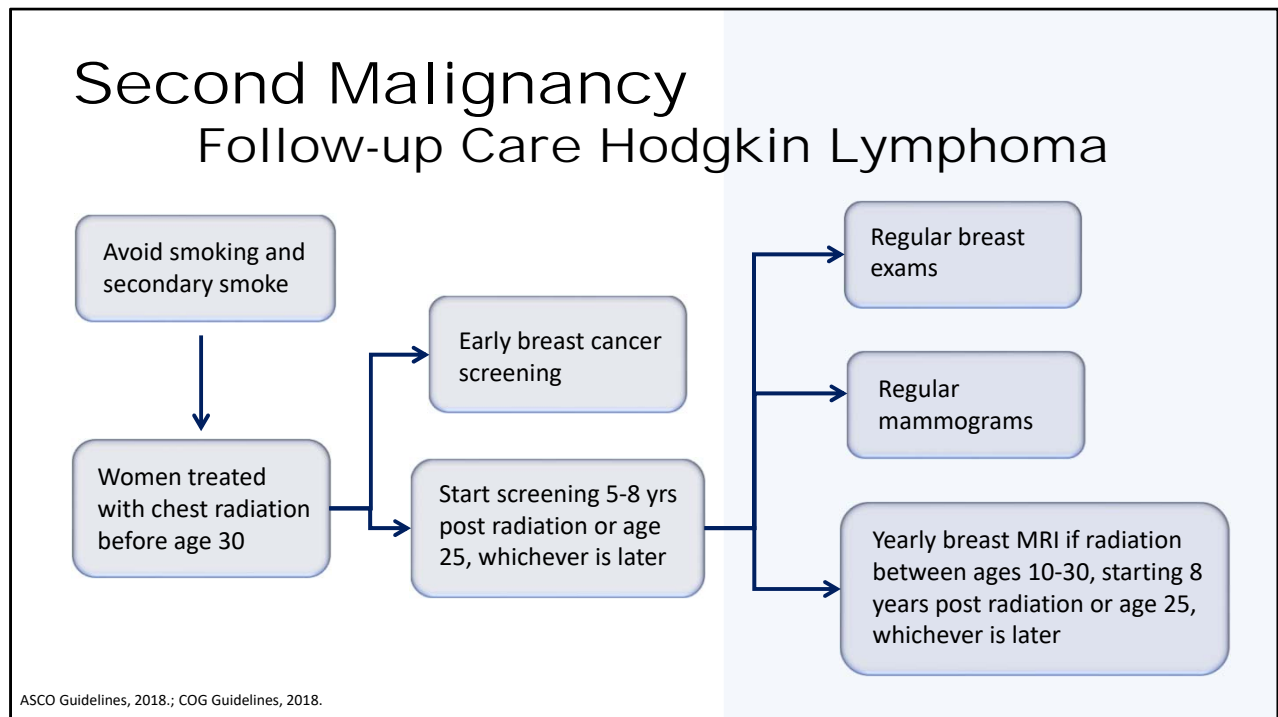 Second Malignancy
Follow-up Care Hodgkin Lymphoma
Avoid smoking and
secondary smoke
Women treated
with chest radiation
before age 30
Early breast cancer
screening
Start screening 5-8 yrs
post radiation or age
25, whichever is later
Regular breast
exams
Regular
mammograms
Yearly breast MRI if radiation
between ages 10-30, starting 8
years post radiation or age 25,
whichever is later
ASCO Guidelines, 2018.; COG Guidelines, 2018.